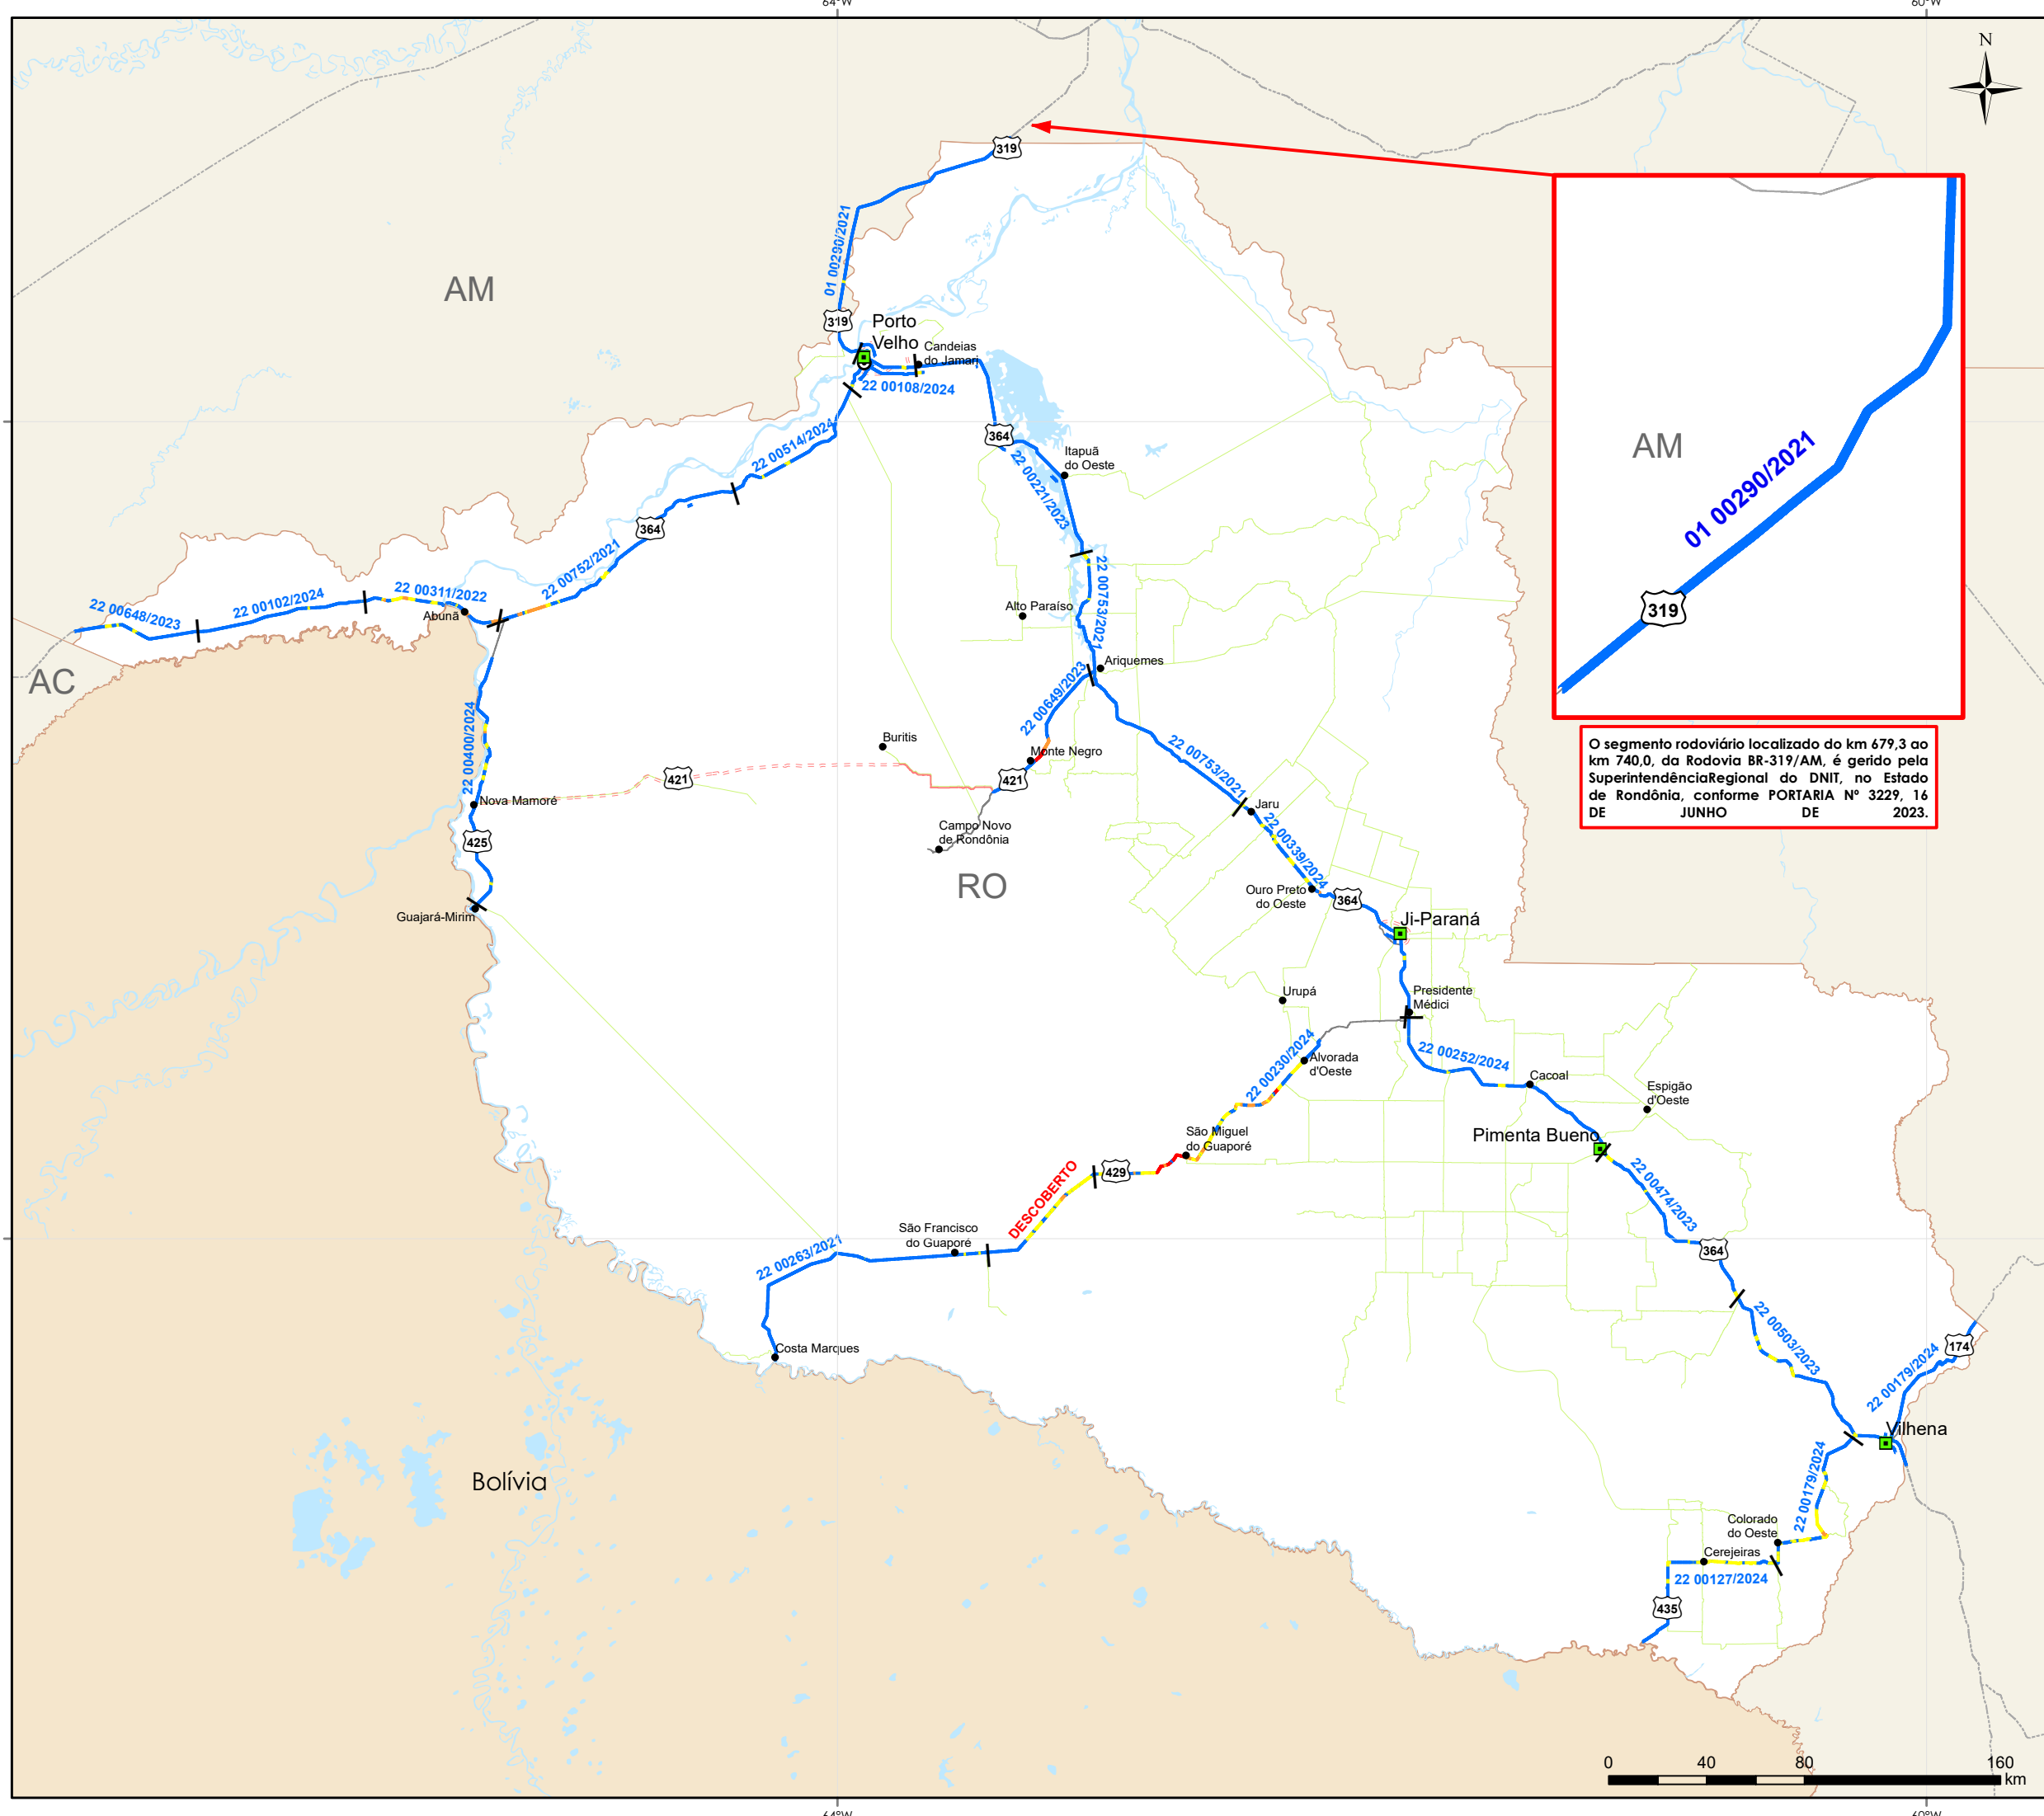 64°W
60°W
N
319
AM
01 00290/2021
319
Porto
Velho
Candeias
do Jamari
22 00108/2024
22 00514/2024
364
22 00221/2023
Itapuã
do Oeste
364
22 00752/2021
22 00753/2021
22 00311/2022
22 00102/2024
22 00648/2023
Abunã
AC
Alto Paraíso
Ariquemes
22 00649/2023
22 00400/2024
Buritis
Monte Negro
421
421
22 00753/2021
Nova Mamoré
Jaru
425
Campo Novo
de Rondônia
22 00339/2024
RO
Ouro Preto
do Oeste
364
Guajará-Mirim
Ji-Paraná
Urupá
Presidente
Médici
22 00230/2024
Alvorada
d'Oeste
22 00252/2024
Cacoal
Espigão
d'Oeste
São Miguel
do Guaporé
Pimenta Bueno
429
DESCOBERTO
22 00474/2023
São Francisco
do Guaporé
22 00263/2021
364
Costa Marques
22 00503/2023
174
22 00179/2024
Vilhena
Bolívia
22 00179/2024
Colorado
do Oeste
Cerejeiras
22 00127/2024
435
AM
01 00290/2021
319
O segmento rodoviário localizado do km 679,3 ao
km 740,0, da Rodovia BR-319/AM, é gerido pela
SuperintendênciaRegional do DNIT, no Estado
de Rondônia, conforme PORTARIA Nº 3229, 16
DE JUNHO DE 2023.
0 40 80 160
km
64°W
60°W